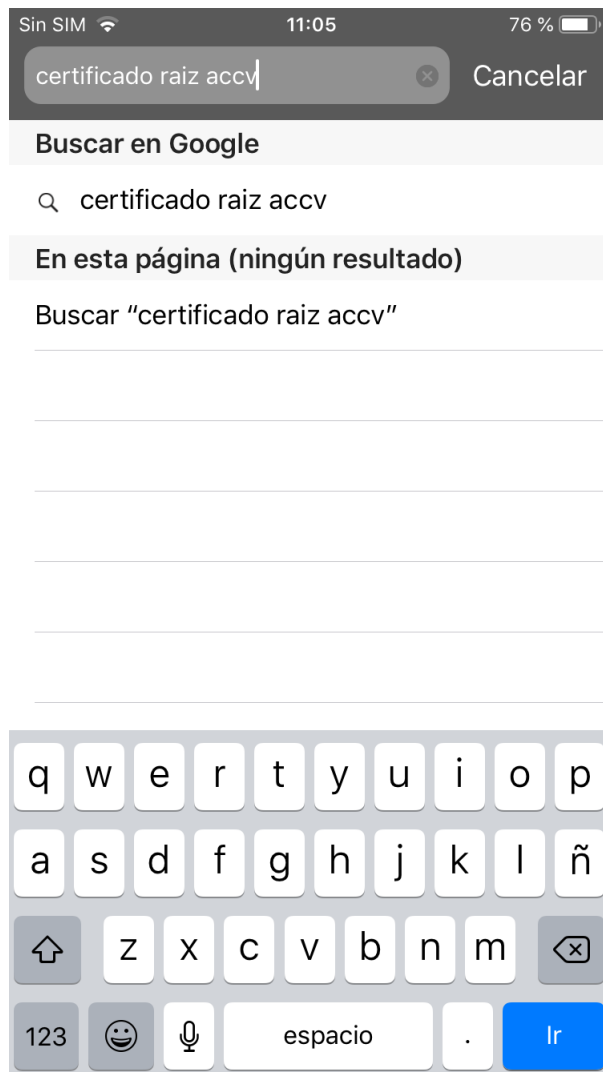 Sin SIM 11:05 76 %
certificado raiz accv Cancelar
Buscar en Google
certificado raiz accv
En esta página (ningún resultado)
Buscar “certificado raiz accv”
q w e r t y u i o p
a s d f g h j k l ñ
z x c v b n m
123 espacio . Ir